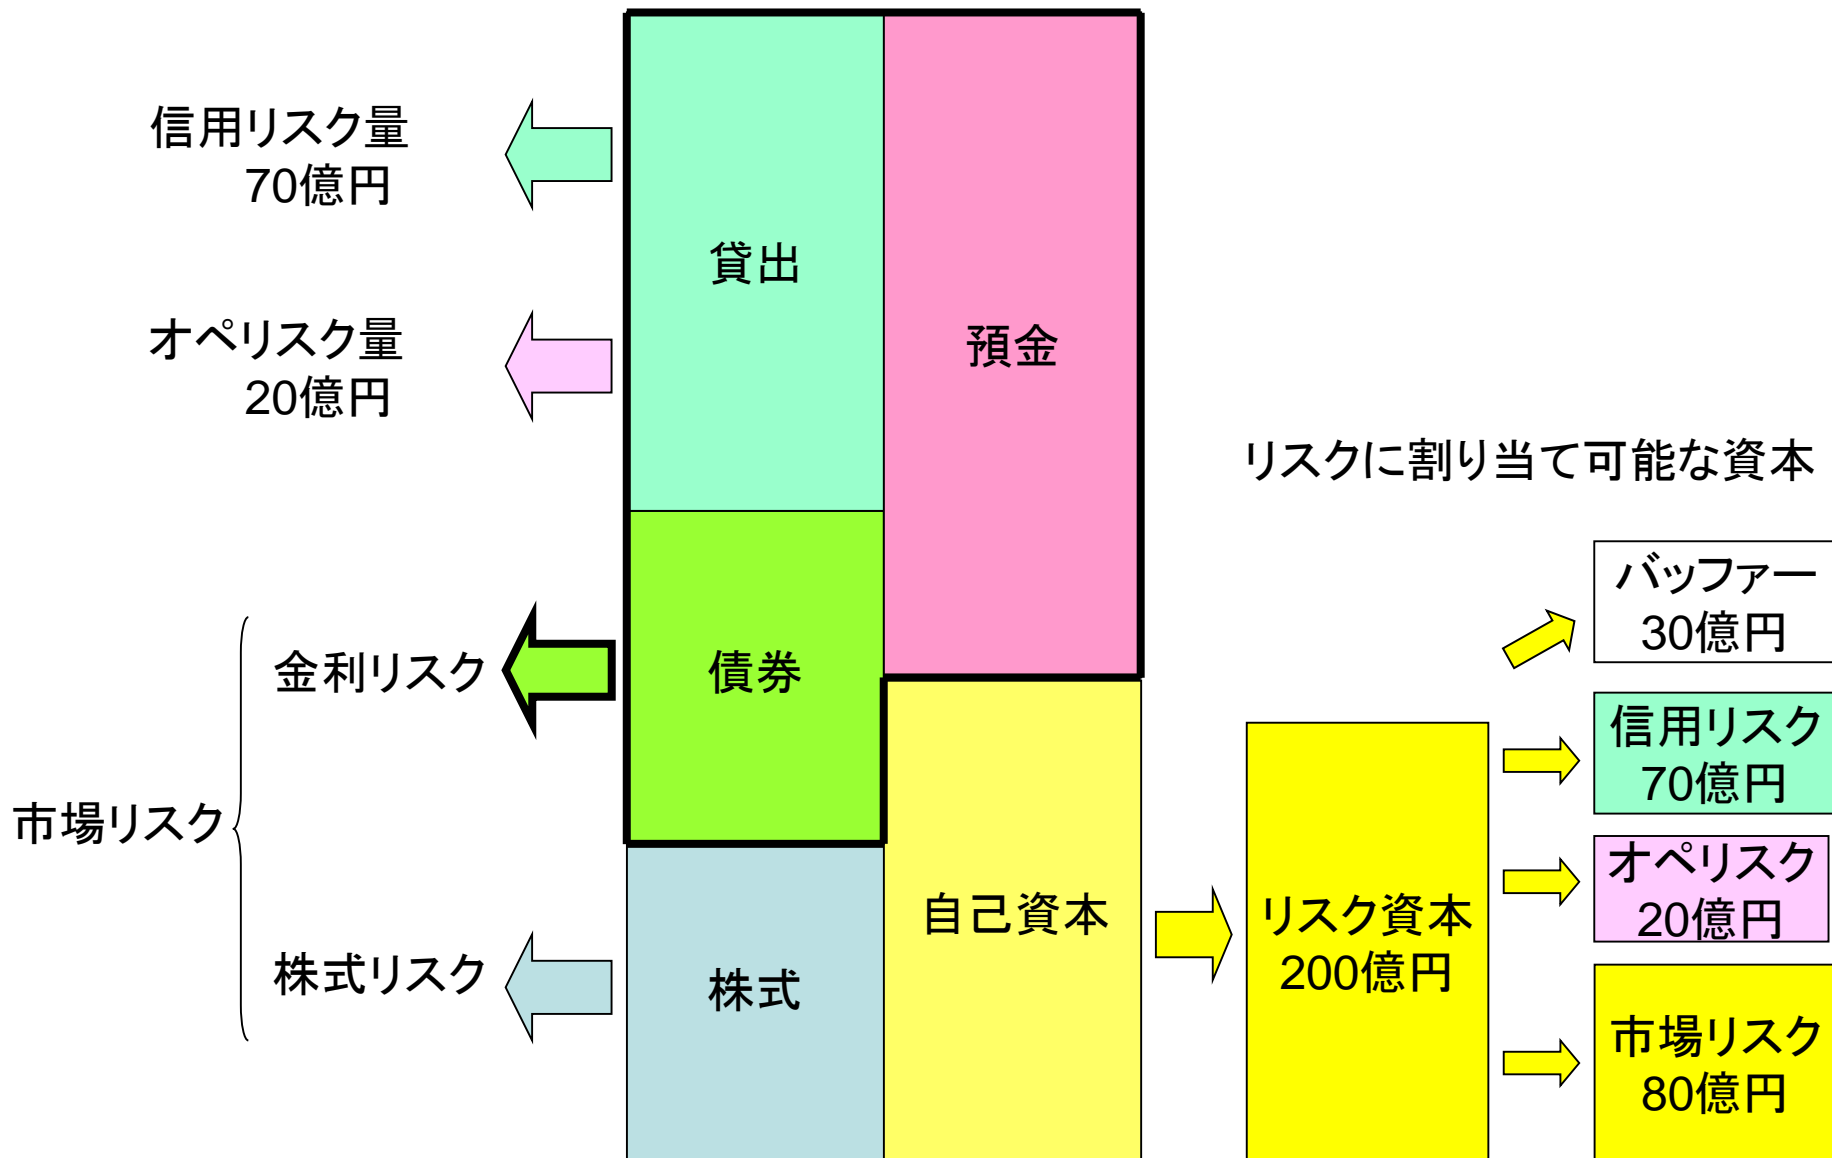 信用リスク量
70億円
オペリスク量
20億円
市場リスク
金利リスク
株式リスク
貸出
債券
株式
預金
自己資本
リスクに割り当て可能な資本
リスク資本
200億円
バッファー
30億円
信用リスク
70億円
オペリスク
20億円
市場リスク
80億円